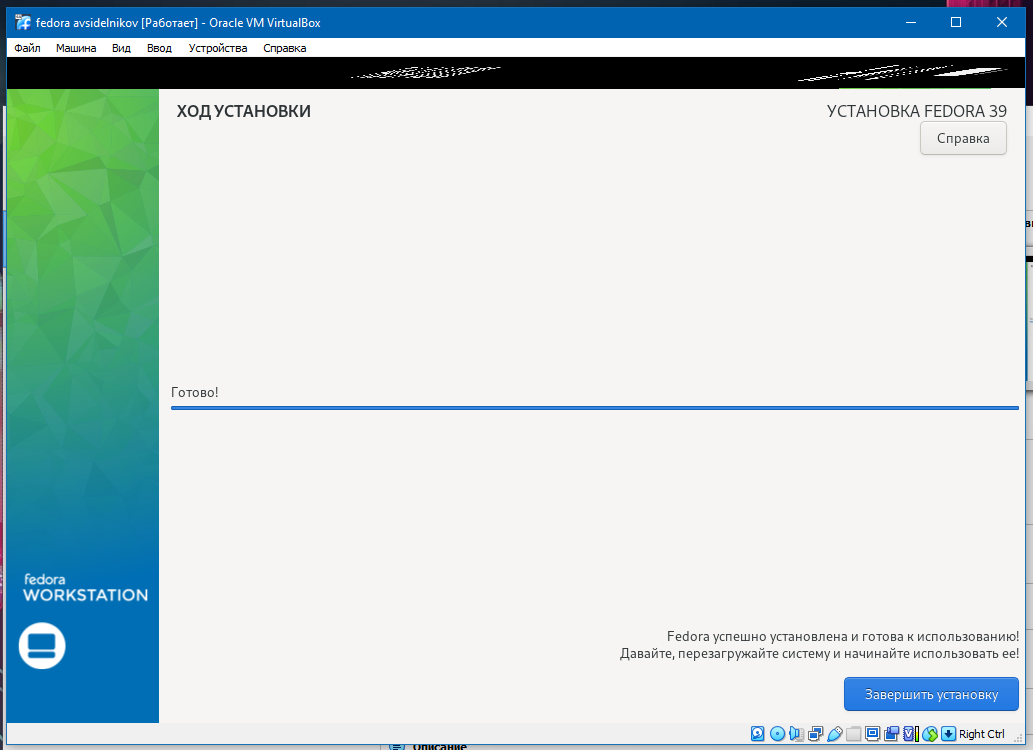 fedora avsidelnikov [Работает] - Oracle VM VirtualBox
Файл Машина Вид Ввод Устройства Справка
ХОД УСТАНОВКИ
УСТАНОВКА FEDORA 39
Справка
Готово!
fedora
WORKSTATION
Fedora успешно установлена и готова к использованию!
Давайте, перезагружайте систему и начинайте использовать ее!
Завершить установку
Right Ctrl
Описание